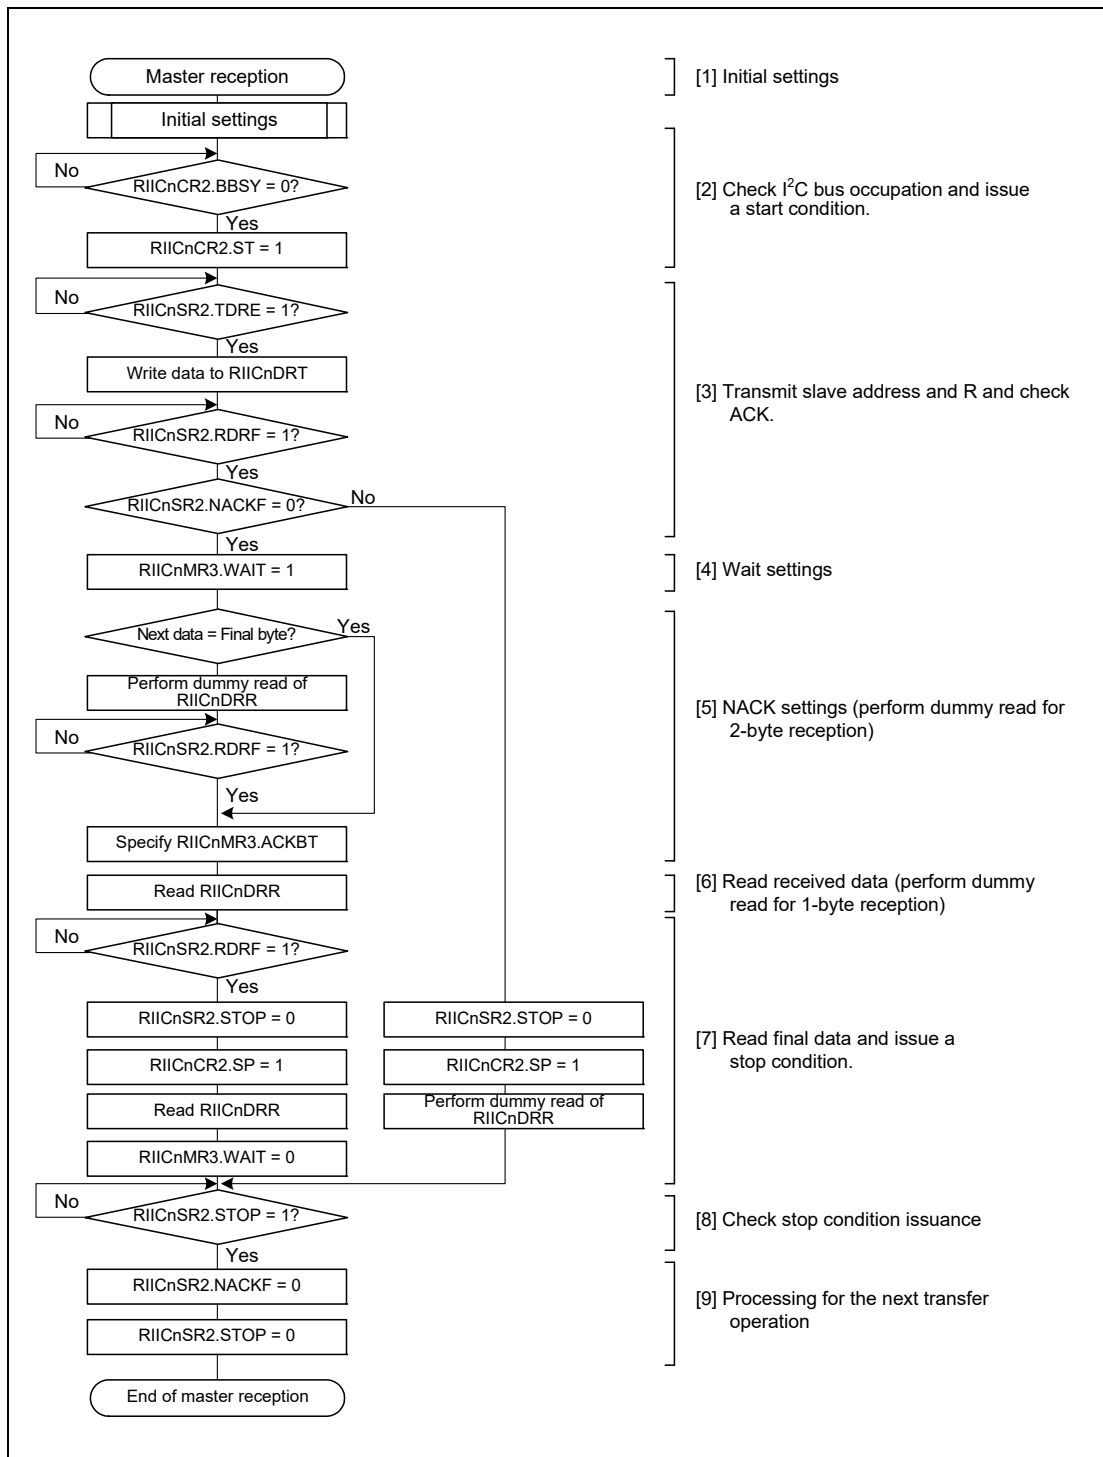 Master reception
[1] Initial settings
Initial settings
No
RIICnCR2.BBSY = 0?
[2] Check I²C bus occupation and issue
a start condition.
Yes
RIICnCR2.ST = 1
No
RIICnSR2.TDRE = 1?
Yes
Write data to RIICnDRT
[3] Transmit slave address and R and check
ACK.
No
RIICnSR2.RDRF = 1?
Yes
RIICnSR2.NACKF = 0?
No
Yes
RIICnMR3.WAIT = 1
[4] Wait settings
Next data = Final byte?
Yes
Perform dummy read of
RIICnDRR
[5] NACK settings (perform dummy read for
2-byte reception)
No
RIICnSR2.RDRF = 1?
Yes
Specify RIICnMR3.ACKBT
Read RIICnDRR
[6] Read received data (perform dummy
read for 1-byte reception)
No
RIICnSR2.RDRF = 1?
Yes
RIICnSR2.STOP = 0
RIICnSR2.STOP = 0
[7] Read final data and issue a
stop condition.
RIICnCR2.SP = 1
RIICnCR2.SP = 1
Read RIICnDRR
Perform dummy read of
RIICnDRR
RIICnMR3.WAIT = 0
No
RIICnSR2.STOP = 1?
[8] Check stop condition issuance
Yes
RIICnSR2.NACKF = 0
[9] Processing for the next transfer
operation
RIICnSR2.STOP = 0
End of master reception